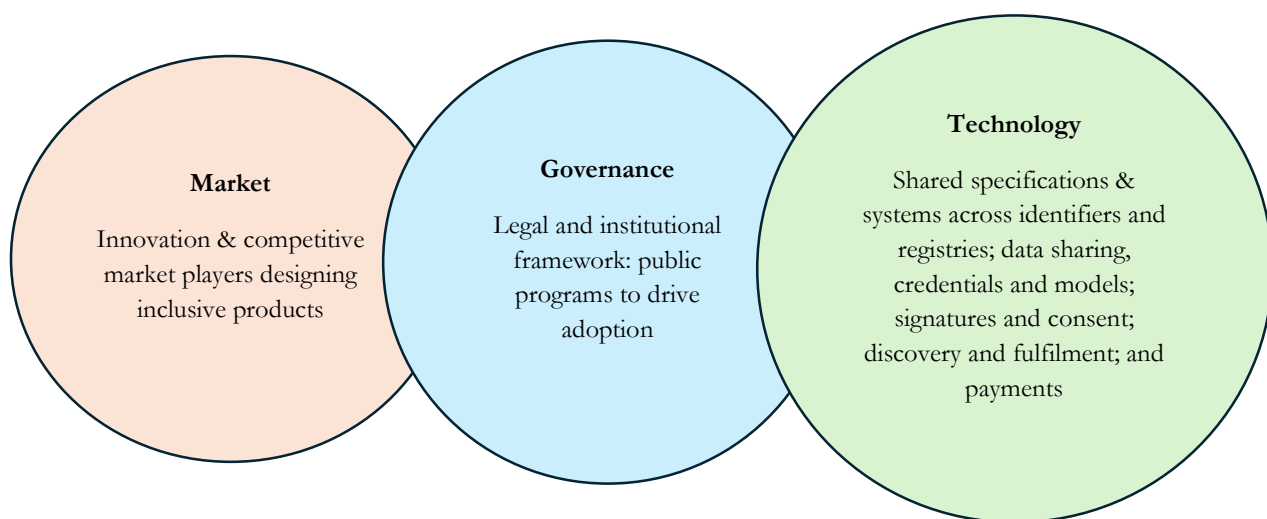 Market
Innovation & competitive
market players designing
inclusive products
Governance
Legal and institutional
framework: public
programs to drive
adoption
Technology
Shared specifications &
systems across identifiers and
registries; data sharing,
credentials and models;
signatures and consent;
discovery and fulfilment; and
payments